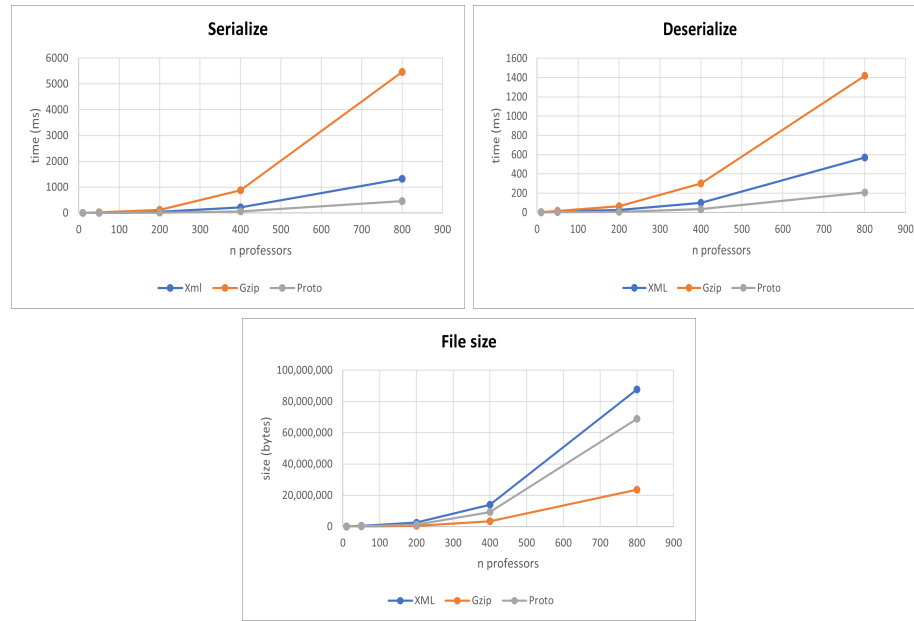 Serialize
6000
5000
4000
3000
2000
1000
0
time (ms)
0 100 200 300 400 500 600 700 800 900
n professors
Xml Gzip Proto
Deserialize
1600
1400
1200
1000
800
600
400
200
0
time (ms)
0 100 200 300 400 500 600 700 800 900
n professors
XML Gzip Proto
File size
100,000,000
80,000,000
60,000,000
40,000,000
20,000,000
0
size (bytes)
0 100 200 300 400 500 600 700 800 900
n professors
XML Gzip Proto